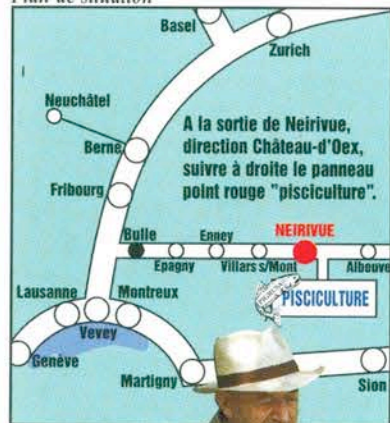 Plan de situation
Basel
Zurich
Neuchâtel
A la sortie de Neirivue,
direction Château-d'Oex,
suivre à droite le panneau
point rouge "pisciculture".
Berne
Fribourg
Bulle
Enney
NEIRIVUE
Epagny
Villars s/Mont
Albeuve
Lausanne
Montreux
PISCICULTURE
Vevey
Genève
Martigny
Sion